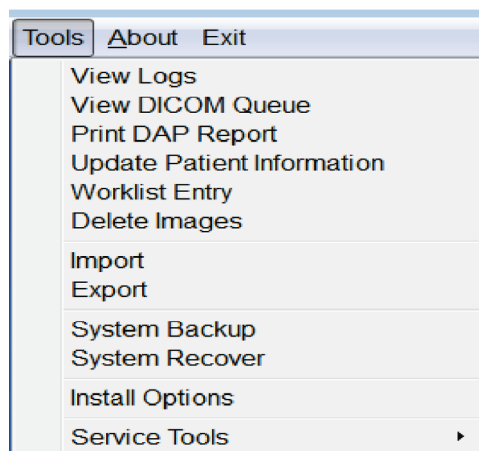 Tools About Exit
View Logs
View DICOM Queue
Print DAP Report
Update Patient Information
Worklist Entry
Delete Images
Import
Export
System Backup
System Recover
Install Options
Service Tools